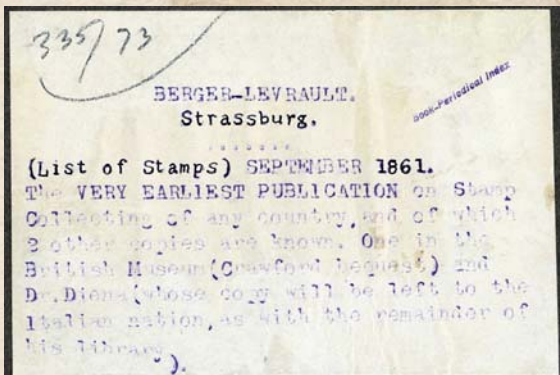 335/73
BERGER-LEVRAULT.
Book-Periodical Index
Strassburg.
.......
(List of Stamps) SEPTEMBER 1861.
The VERY EARLIEST PUBLICATION on Stamp
Collecting of any country,and of which
2 other copies are known. One in the
British Museum(Crawford bequest) and
Dr.Diena(whose copy will be left to the
Italian nation,as with the remainder of
his library
).